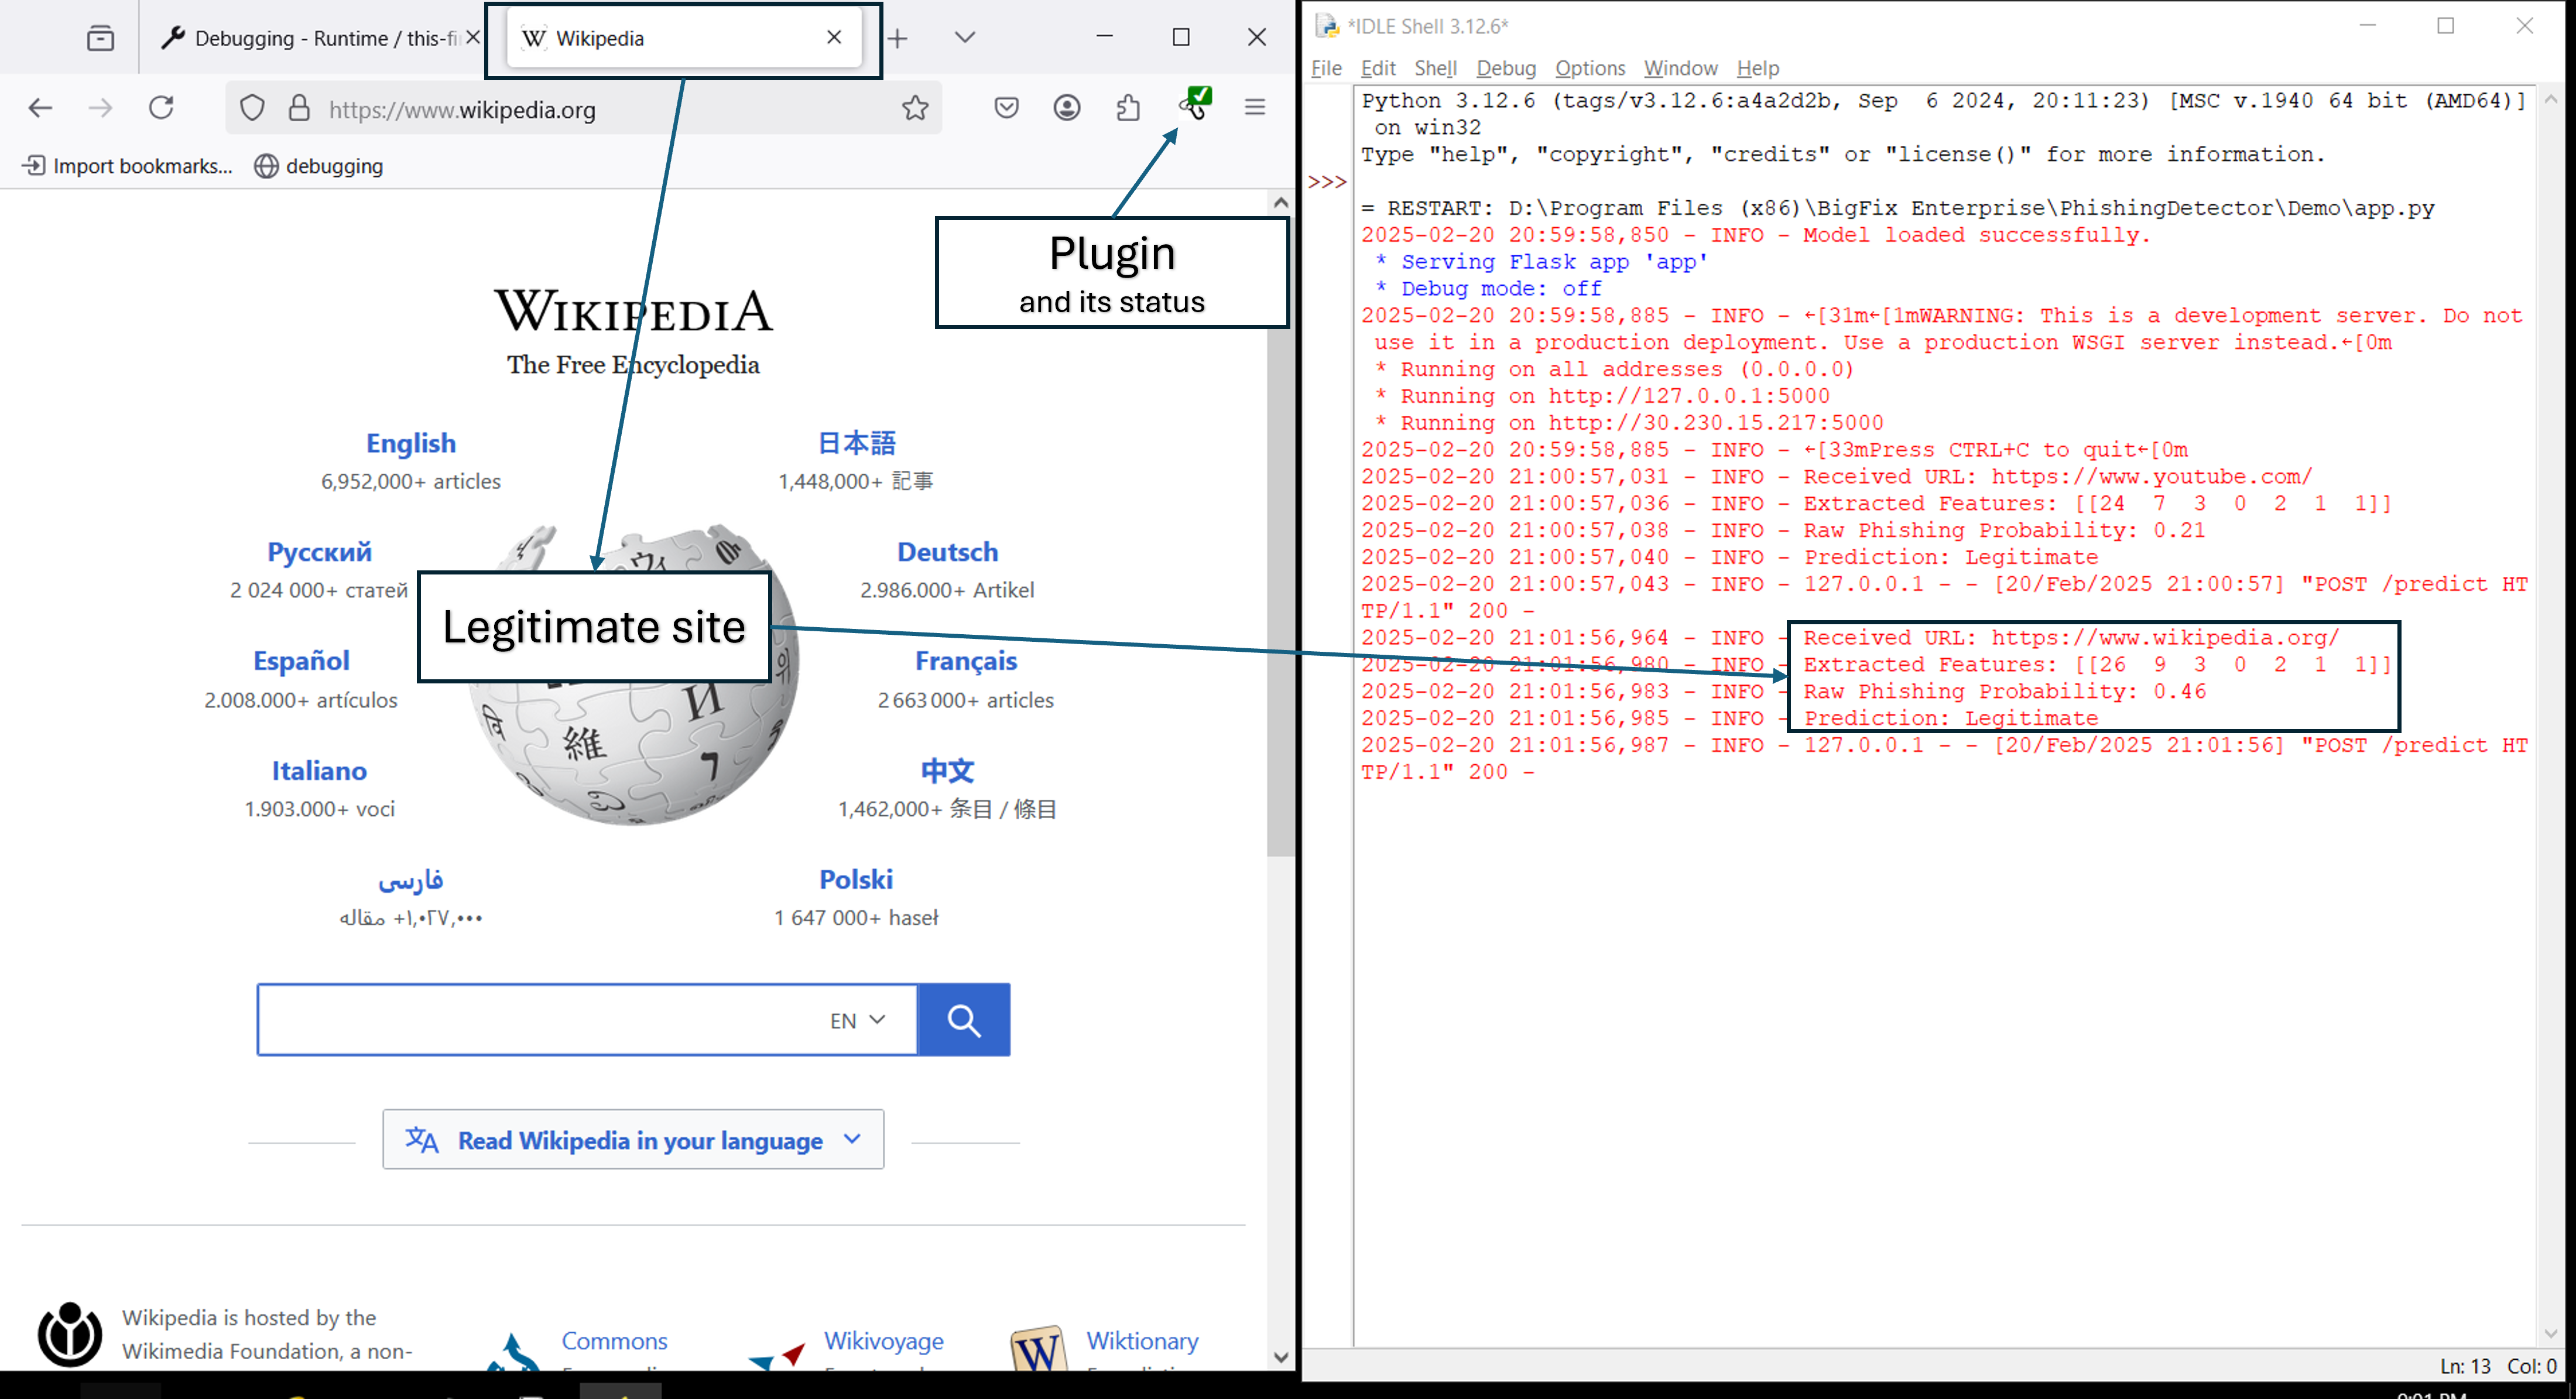 Debugging - Runtime / this-fi
Wikipedia
https://www.wikipedia.org
Import bookmarks...
debugging
Plugin
and its status
WIKIPEDIA
The Free Encyclopedia
English
6,952,000+ articles
日本語
1,448,000+ 記事
Русский
2 024 000+ статей
Deutsch
2.986.000+ Artikel
Legitimate site
Español
2.008.000+ artículos
Français
2 663 000+ articles
Italiano
1.903.000+ voci
中文
1,462,000+ 条目 / 條目
فارسی
۱٬۰۲۷٬۰۰۰+ مقاله
Polski
1 647 000+ haseł
EN
Read Wikipedia in your language
Wikipedia is hosted by the
Wikimedia Foundation, a non-
Commons
Wikivoyage
Wiktionary
*IDLE Shell 3.12.6*
File Edit Shell Debug Options Window Help
Python 3.12.6 (tags/v3.12.6:a4a2d2b, Sep  6 2024, 20:11:23) [MSC v.1940 64 bit (AMD64)]
on win32
Type "help", "copyright", "credits" or "license()" for more information.
>>>
= RESTART: D:\Program Files (x86)\BigFix Enterprise\PhishingDetector\Demo\app.py
2025-02-20 20:59:58,850 - INFO - Model loaded successfully.
* Serving Flask app 'app'
* Debug mode: off
2025-02-20 20:59:58,885 - INFO - ←[31m←[1mWARNING: This is a development server. Do not
use it in a production deployment. Use a production WSGI server instead.←[0m
* Running on all addresses (0.0.0.0)
* Running on http://127.0.0.1:5000
* Running on http://30.230.15.217:5000
2025-02-20 20:59:58,885 - INFO - ←[33mPress CTRL+C to quit←[0m
2025-02-20 21:00:57,031 - INFO - Received URL: https://www.youtube.com/
2025-02-20 21:00:57,036 - INFO - Extracted Features: [[24  7  3  0  2  1  1]]
2025-02-20 21:00:57,038 - INFO - Raw Phishing Probability: 0.21
2025-02-20 21:00:57,040 - INFO - Prediction: Legitimate
2025-02-20 21:00:57,043 - INFO - 127.0.0.1 - - [20/Feb/2025 21:00:57] "POST /predict HT
TP/1.1" 200 -
2025-02-20 21:01:56,964 - INFO - Received URL: https://www.wikipedia.org/
2025-02-20 21:01:56,980 - INFO - Extracted Features: [[26  9  3  0  2  1  1]]
2025-02-20 21:01:56,983 - INFO - Raw Phishing Probability: 0.46
2025-02-20 21:01:56,985 - INFO - Prediction: Legitimate
2025-02-20 21:01:56,987 - INFO - 127.0.0.1 - - [20/Feb/2025 21:01:56] "POST /predict HT
TP/1.1" 200 -
Ln: 13 Col: 0